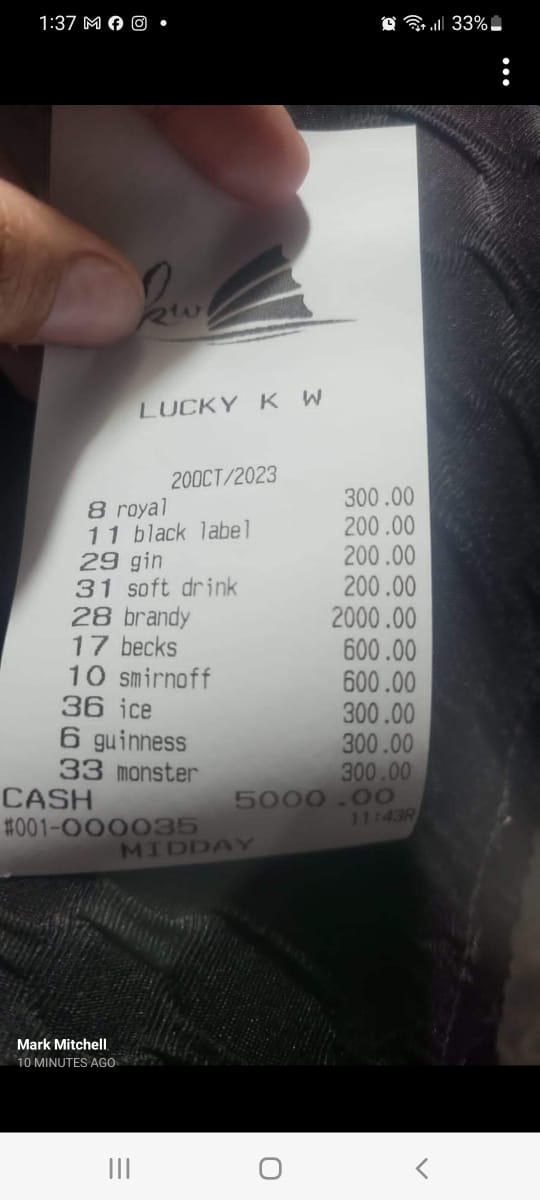 1:37
33%
kw
LUCKY K W
20OCT/2023
8 royal 300.00
11 black label 200.00
29 gin 200.00
31 soft drink 200.00
28 brandy 2000.00
17 becks 600.00
10 smirnoff 600.00
36 ice 300.00
6 guinness 300.00
33 monster 300.00
CASH 5000.00
#001-000035 11:43R
MIDDAY
Mark Mitchell
10 MINUTES AGO